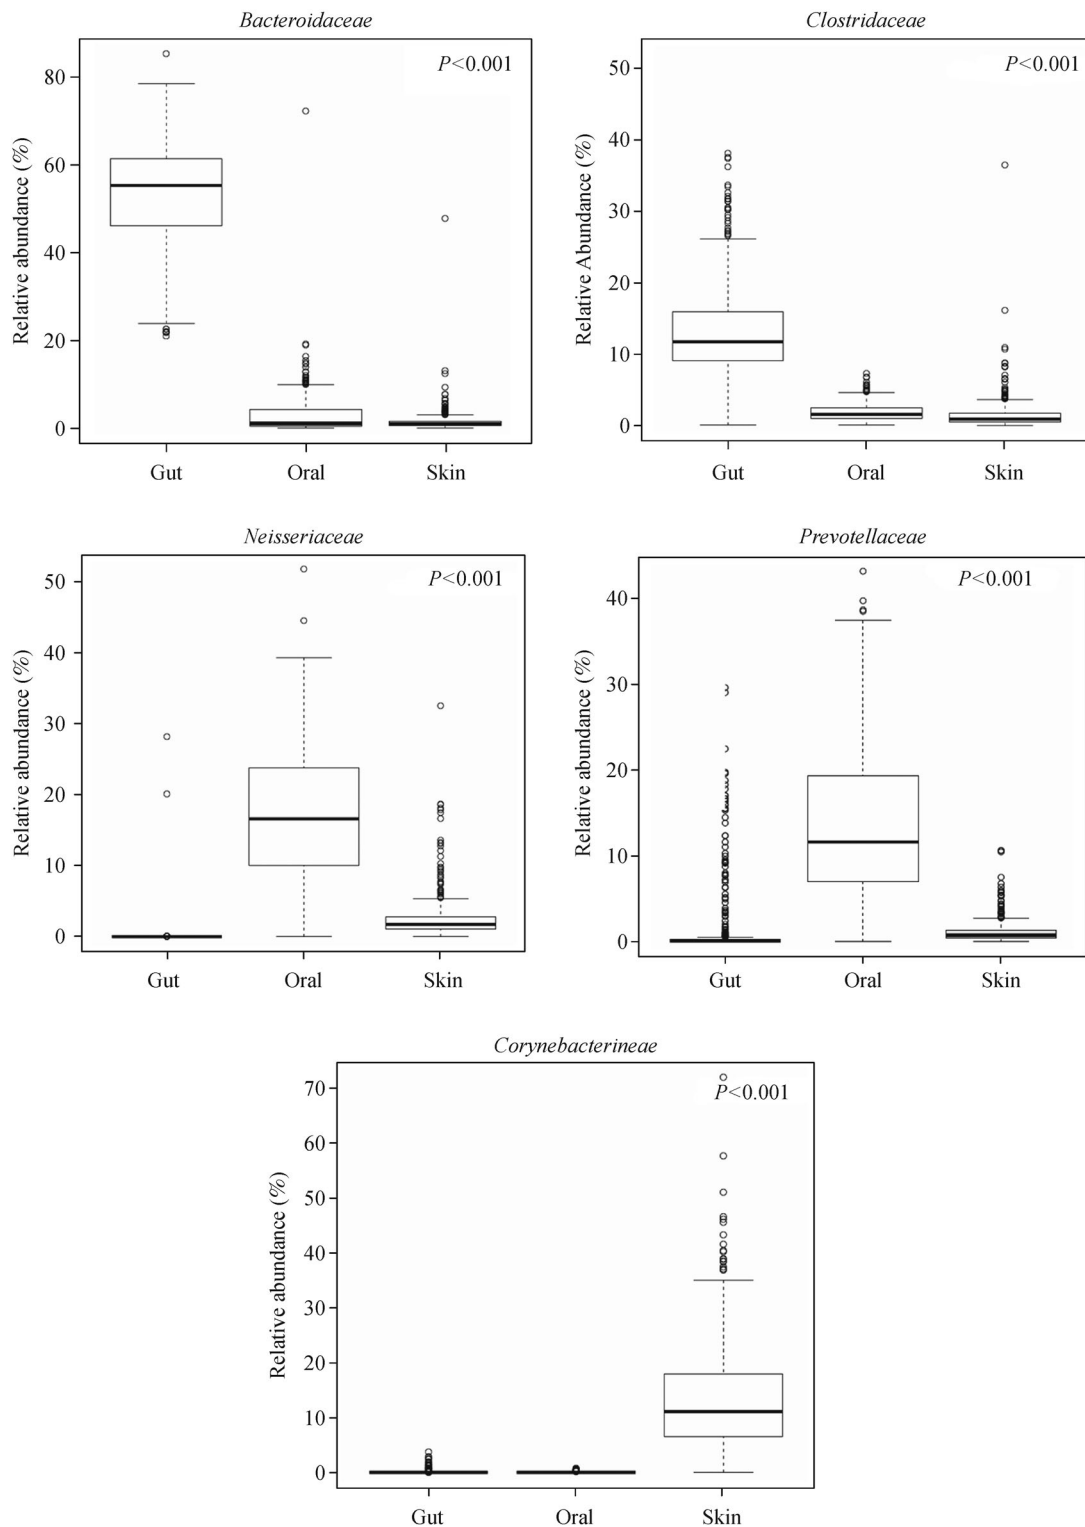 Bacteroidaceae
P<0.001
Relative abundance (%)
80
60
40
20
0
Gut Oral Skin
Clostridaceae
P<0.001
Relative Abundance (%)
50
40
30
20
10
0
Gut Oral Skin
Neisseriaceae
P<0.001
Relative abundance (%)
50
40
30
20
10
0
Gut Oral Skin
Prevotellaceae
P<0.001
Relative abundance (%)
40
30
20
10
0
Gut Oral Skin
Corynebacterineae
P<0.001
Relative abundance (%)
70
60
50
40
30
20
10
0
Gut Oral Skin